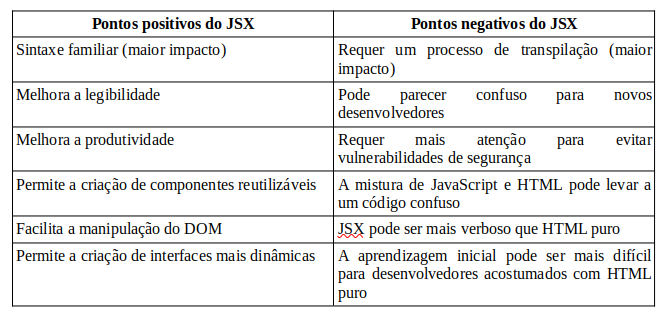 Pontos positivos do JSX
Pontos negativos do JSX
Sintaxe familiar (maior impacto)
Requer um processo de transpilação (maior
impacto)
Melhora a legibilidade
Pode parecer confuso para novos
desenvolvedores
Melhora a produtividade
Requer mais atenção para evitar
vulnerabilidades de segurança
Permite a criação de componentes reutilizáveis
A mistura de JavaScript e HTML pode levar a
um código confuso
Facilita a manipulação do DOM
JSX pode ser mais verboso que HTML puro
Permite a criação de interfaces mais dinâmicas
A aprendizagem inicial pode ser mais difícil
para desenvolvedores acostumados com HTML
puro